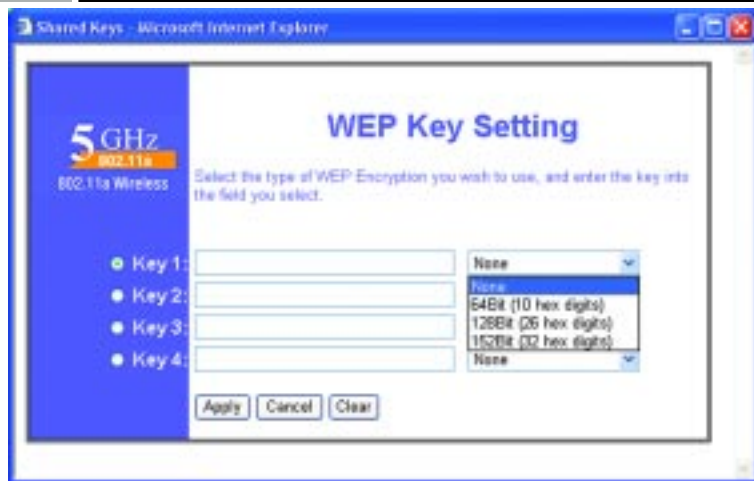 Shared Keys - Microsoft Internet Explorer
5 GHz
802.11a
802.11a Wireless
WEP Key Setting
Select the type of WEP Encryption you wish to use, and enter the key into
the field you select.
Key 1: None
None
64Bit (10 hex digits)
128Bit (26 hex digits)
152Bit (32 hex digits)
Key 2:
Key 3:
Key 4: None
Apply Cancel Clear